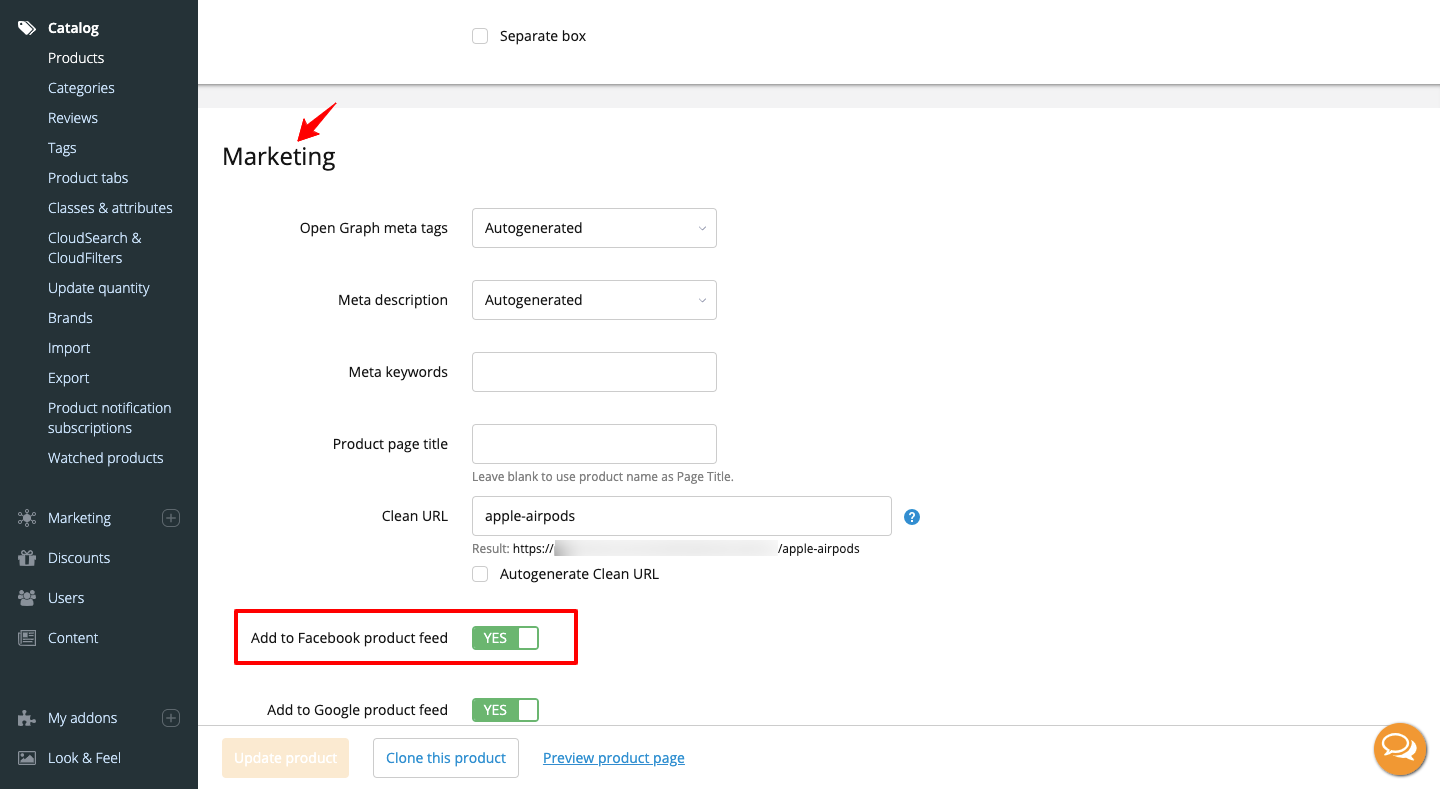 Catalog
Products
Categories
Reviews
Tags
Product tabs
Classes & attributes
CloudSearch &
CloudFilters
Update quantity
Brands
Import
Export
Product notification
subscriptions
Watched products
Marketing
Discounts
Users
Content
My addons
Look & Feel
Separate box
Marketing
Open Graph meta tags Autogenerated
Meta description Autogenerated
Meta keywords
Product page title
Leave blank to use product name as Page Title.
Clean URL apple-airpods ?
Result: https:// /apple-airpods
Autogenerate Clean URL
Add to Facebook product feed YES
Add to Google product feed YES
Update product Clone this product Preview product page